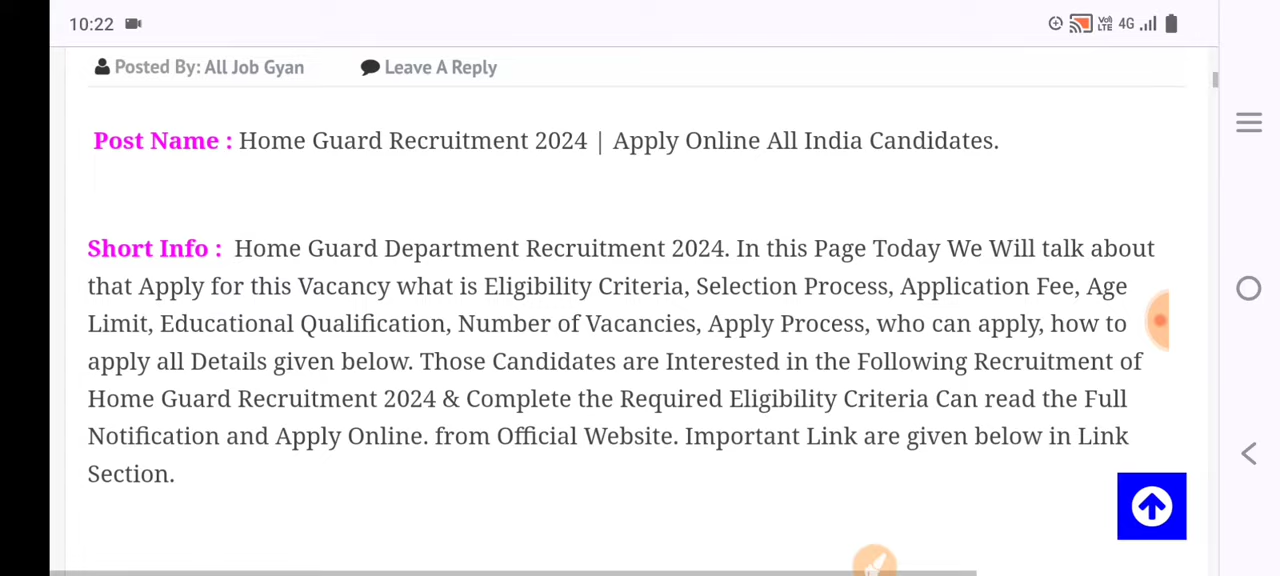 10:22 Vo) LTE 4G
Posted By: All Job Gyan Leave A Reply
Post Name : Home Guard Recruitment 2024 | Apply Online All India Candidates.
Short Info : Home Guard Department Recruitment 2024. In this Page Today We Will talk about
that Apply for this Vacancy what is Eligibility Criteria, Selection Process, Application Fee, Age
Limit, Educational Qualification, Number of Vacancies, Apply Process, who can apply, how to
apply all Details given below. Those Candidates are Interested in the Following Recruitment of
Home Guard Recruitment 2024 & Complete the Required Eligibility Criteria Can read the Full
Notification and Apply Online. from Official Website. Important Link are given below in Link
Section.